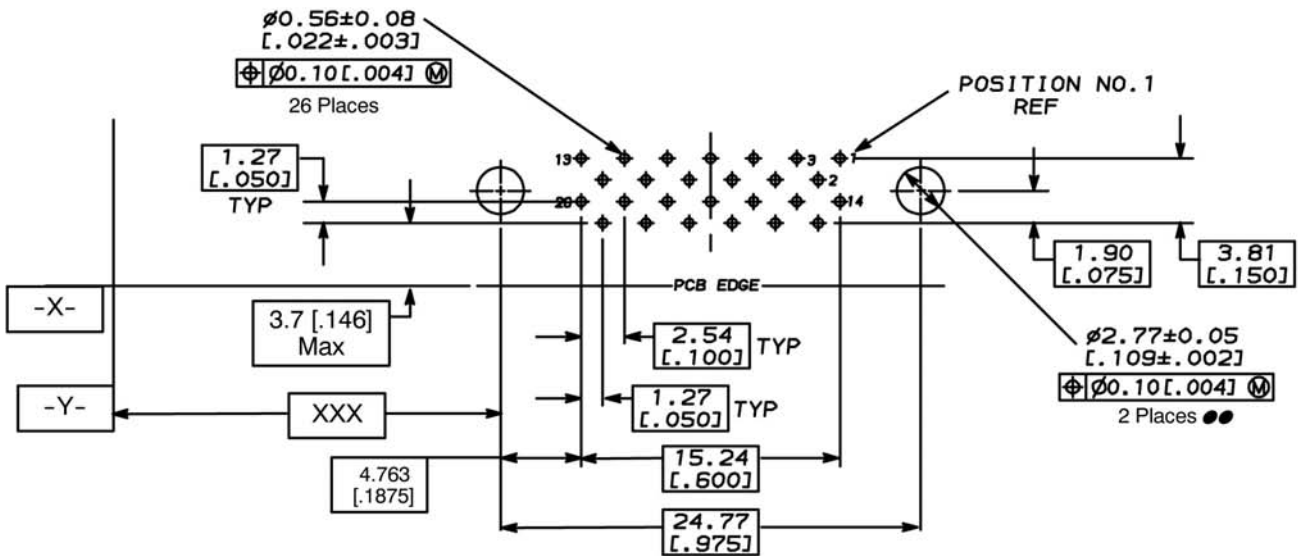 Ø0.56±0.08
[.022±.003]
⌖ Ø0.10[.004] Ⓜ
26 Places
POSITION NO.1
REF
1.27
[.050]
TYP
13
3
1
2
26
14
1.90
[.075]
3.81
[.150]
PCB EDGE
-X-
3.7 [.146]
Max
2.54
[.100]
TYP
Ø2.77±0.05
[.109±.002]
⌖ Ø0.10[.004] Ⓜ
2 Places ●●
-Y-
XXX
1.27
[.050]
TYP
4.763
[.1875]
15.24
[.600]
24.77
[.975]